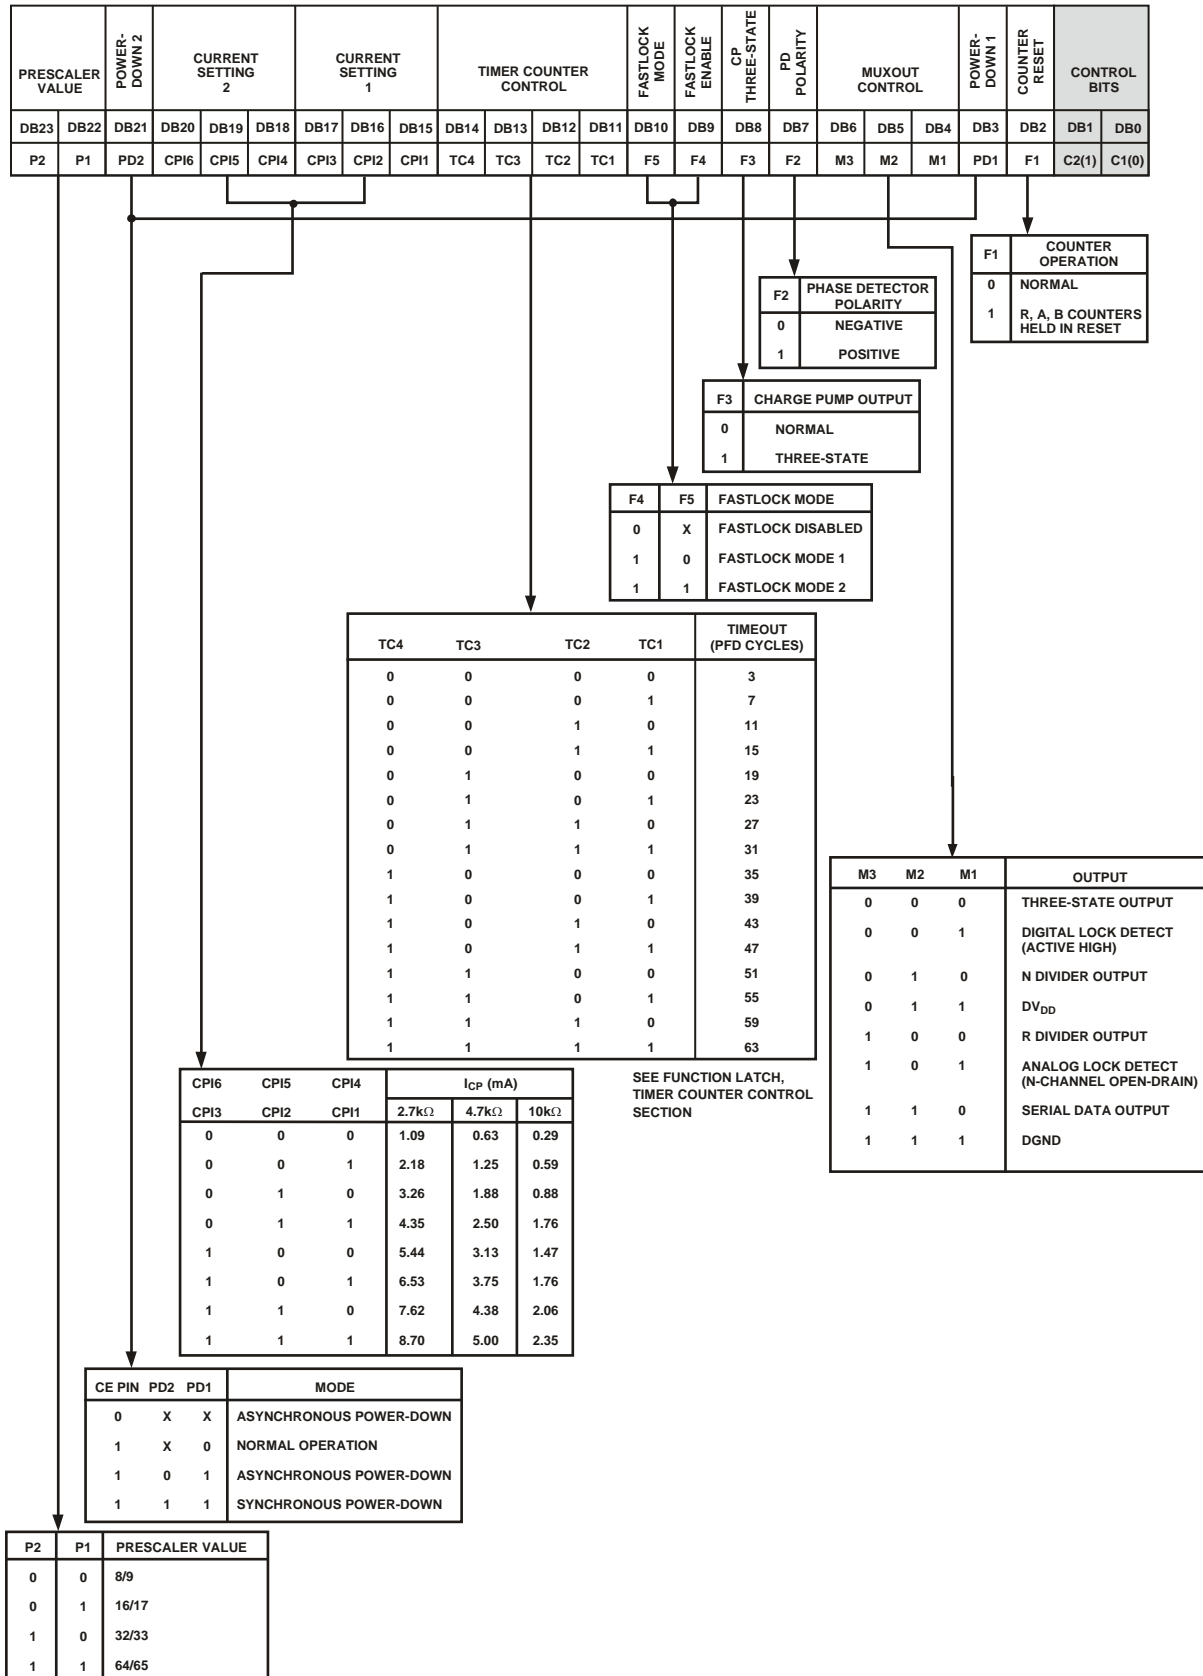 PRESCALER
VALUE
POWER-
DOWN 2
CURRENT
SETTING
2
CURRENT
SETTING
1
TIMER COUNTER
CONTROL
FASTLOCK
MODE
FASTLOCK
ENABLE
CP
THREE-STATE
PD
POLARITY
MUXOUT
CONTROL
POWER-
DOWN 1
COUNTER
RESET
CONTROL
BITS
DB23 DB22 DB21 DB20 DB19 DB18 DB17 DB16 DB15 DB14 DB13 DB12 DB11 DB10 DB9 DB8 DB7 DB6 DB5 DB4 DB3 DB2 DB1 DB0
P2 P1 PD2 CPI6 CPI5 CPI4 CPI3 CPI2 CPI1 TC4 TC3 TC2 TC1 F5 F4 F3 F2 M3 M2 M1 PD1 F1 C2(1) C1(0)
F1 COUNTER
OPERATION
0 NORMAL
1 R, A, B COUNTERS
HELD IN RESET
F2 PHASE DETECTOR
POLARITY
0 NEGATIVE
1 POSITIVE
F3 CHARGE PUMP OUTPUT
0 NORMAL
1 THREE-STATE
F4 F5 FASTLOCK MODE
0 X FASTLOCK DISABLED
1 0 FASTLOCK MODE 1
1 1 FASTLOCK MODE 2
TC4 TC3 TC2 TC1 TIMEOUT
(PFD CYCLES)
0 0 0 0 3
0 0 0 1 7
0 0 1 0 11
0 0 1 1 15
0 1 0 0 19
0 1 0 1 23
0 1 1 0 27
0 1 1 1 31
1 0 0 0 35
1 0 0 1 39
1 0 1 0 43
1 0 1 1 47
1 1 0 0 51
1 1 0 1 55
1 1 1 0 59
1 1 1 1 63
SEE FUNCTION LATCH,
TIMER COUNTER CONTROL
SECTION
M3 M2 M1 OUTPUT
0 0 0 THREE-STATE OUTPUT
0 0 1 DIGITAL LOCK DETECT
(ACTIVE HIGH)
0 1 0 N DIVIDER OUTPUT
0 1 1 DVDD
1 0 0 R DIVIDER OUTPUT
1 0 1 ANALOG LOCK DETECT
(N-CHANNEL OPEN-DRAIN)
1 1 0 SERIAL DATA OUTPUT
1 1 1 DGND
CPI6 CPI5 CPI4 ICP (mA)
CPI3 CPI2 CPI1 2.7kΩ 4.7kΩ 10kΩ
0 0 0 1.09 0.63 0.29
0 0 1 2.18 1.25 0.59
0 1 0 3.26 1.88 0.88
0 1 1 4.35 2.50 1.76
1 0 0 5.44 3.13 1.47
1 0 1 6.53 3.75 1.76
1 1 0 7.62 4.38 2.06
1 1 1 8.70 5.00 2.35
CE PIN PD2 PD1 MODE
0 X X ASYNCHRONOUS POWER-DOWN
1 X 0 NORMAL OPERATION
1 0 1 ASYNCHRONOUS POWER-DOWN
1 1 1 SYNCHRONOUS POWER-DOWN
P2 P1 PRESCALER VALUE
0 0 8/9
0 1 16/17
1 0 32/33
1 1 64/65